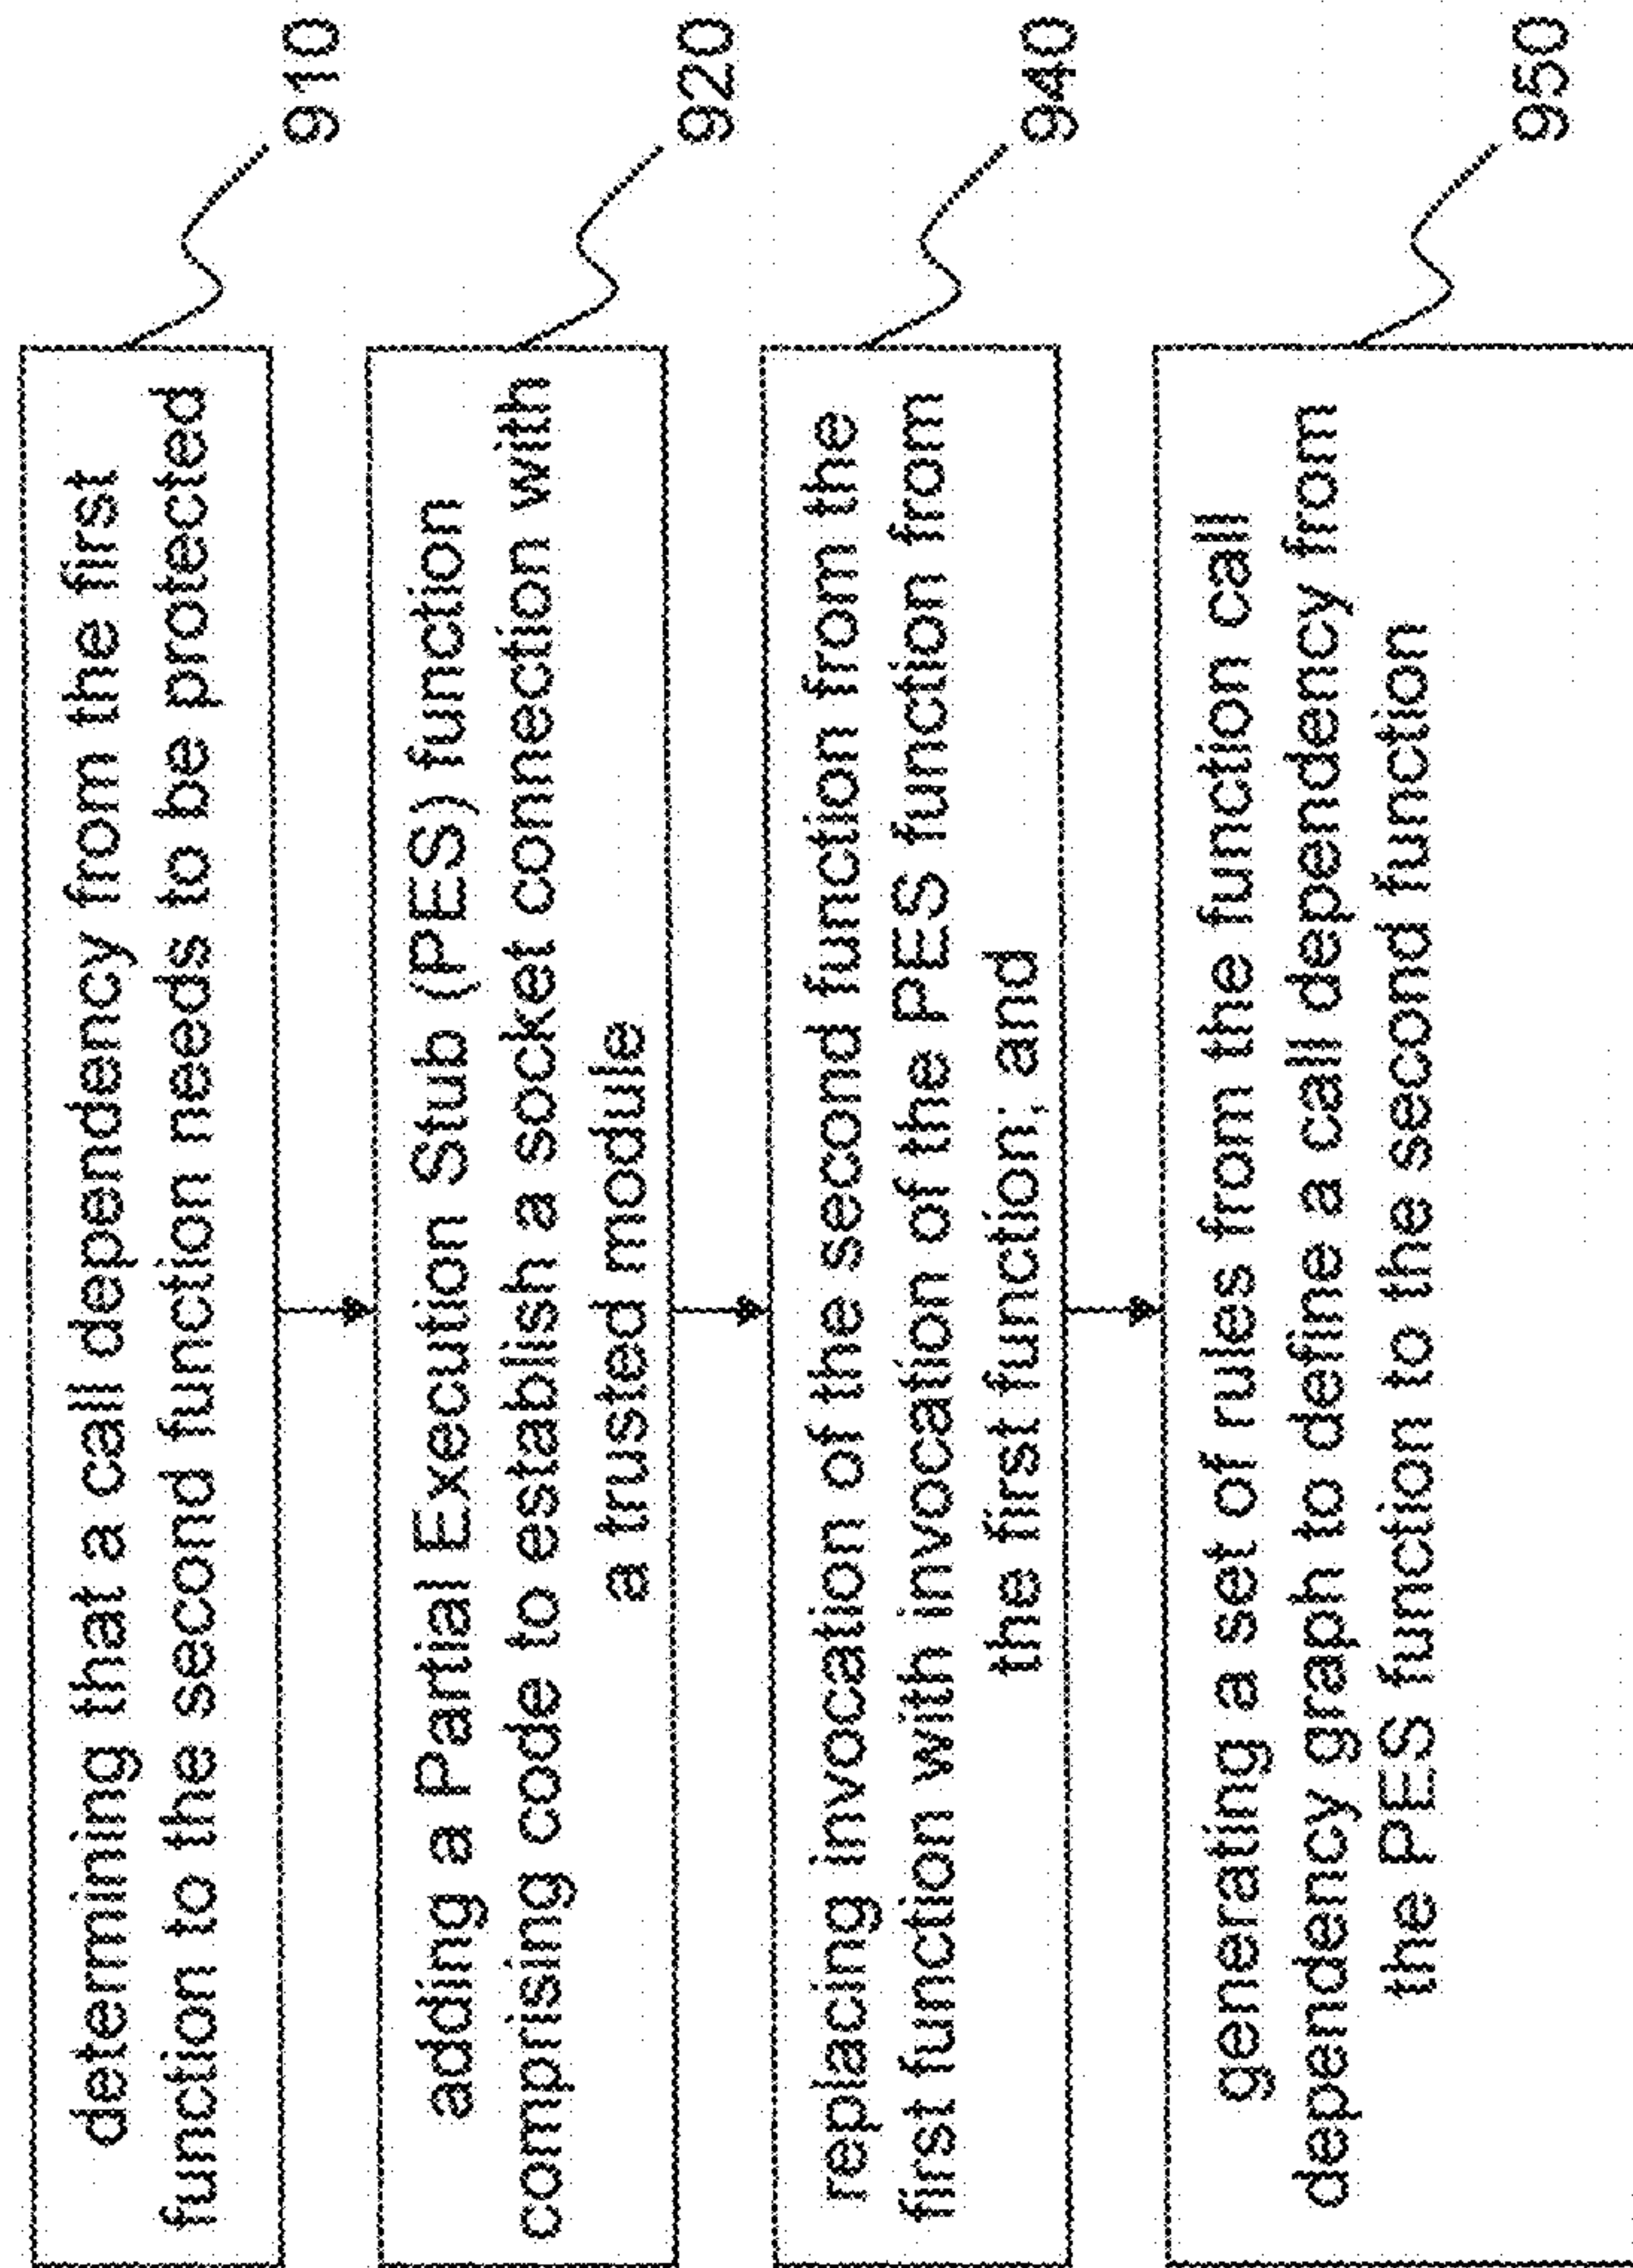 determining that a call dependency from the first
function to the second function needs to be protected
910
adding a Partial Execution Stub (PES) function
comprising code to establish a socket connection with
a trusted module
920
replacing invocation of the second function from the
first function with invocation of the PES function from
the first function; and
940
generating a set of rules from the function call
dependency graph to define a call dependency from
the PES function to the second function
950